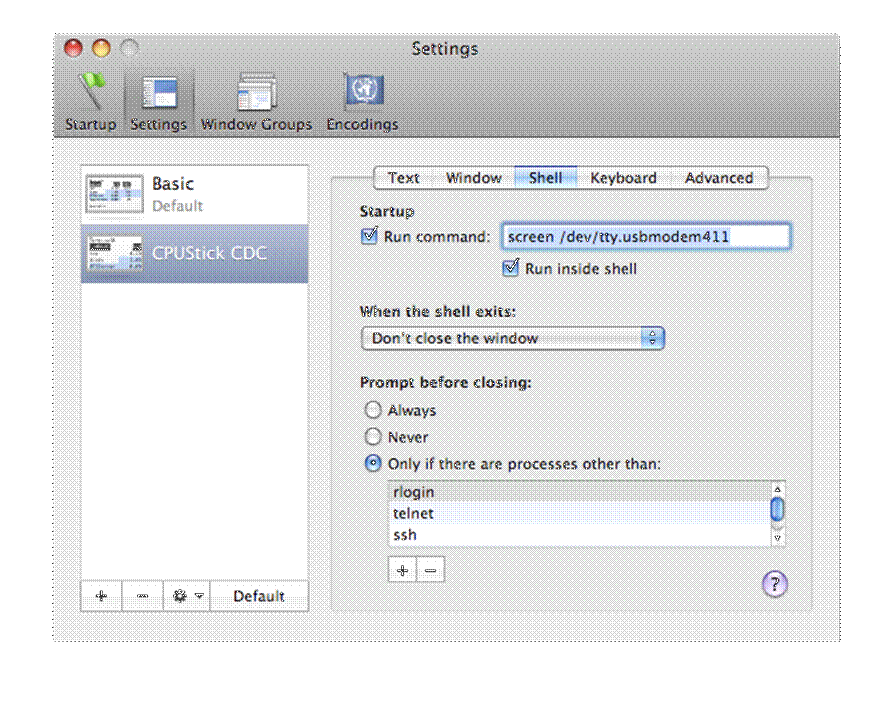 Settings
Startup Settings Window Groups Encodings
Basic
Default
CPUStick CDC
Text Window Shell Keyboard Advanced
Startup
Run command: screen /dev/tty.usbmodem411
Run inside shell
When the shell exits:
Don't close the window
Prompt before closing:
Always
Never
Only if there are processes other than:
rlogin
telnet
ssh
+ −
?
+ − Default